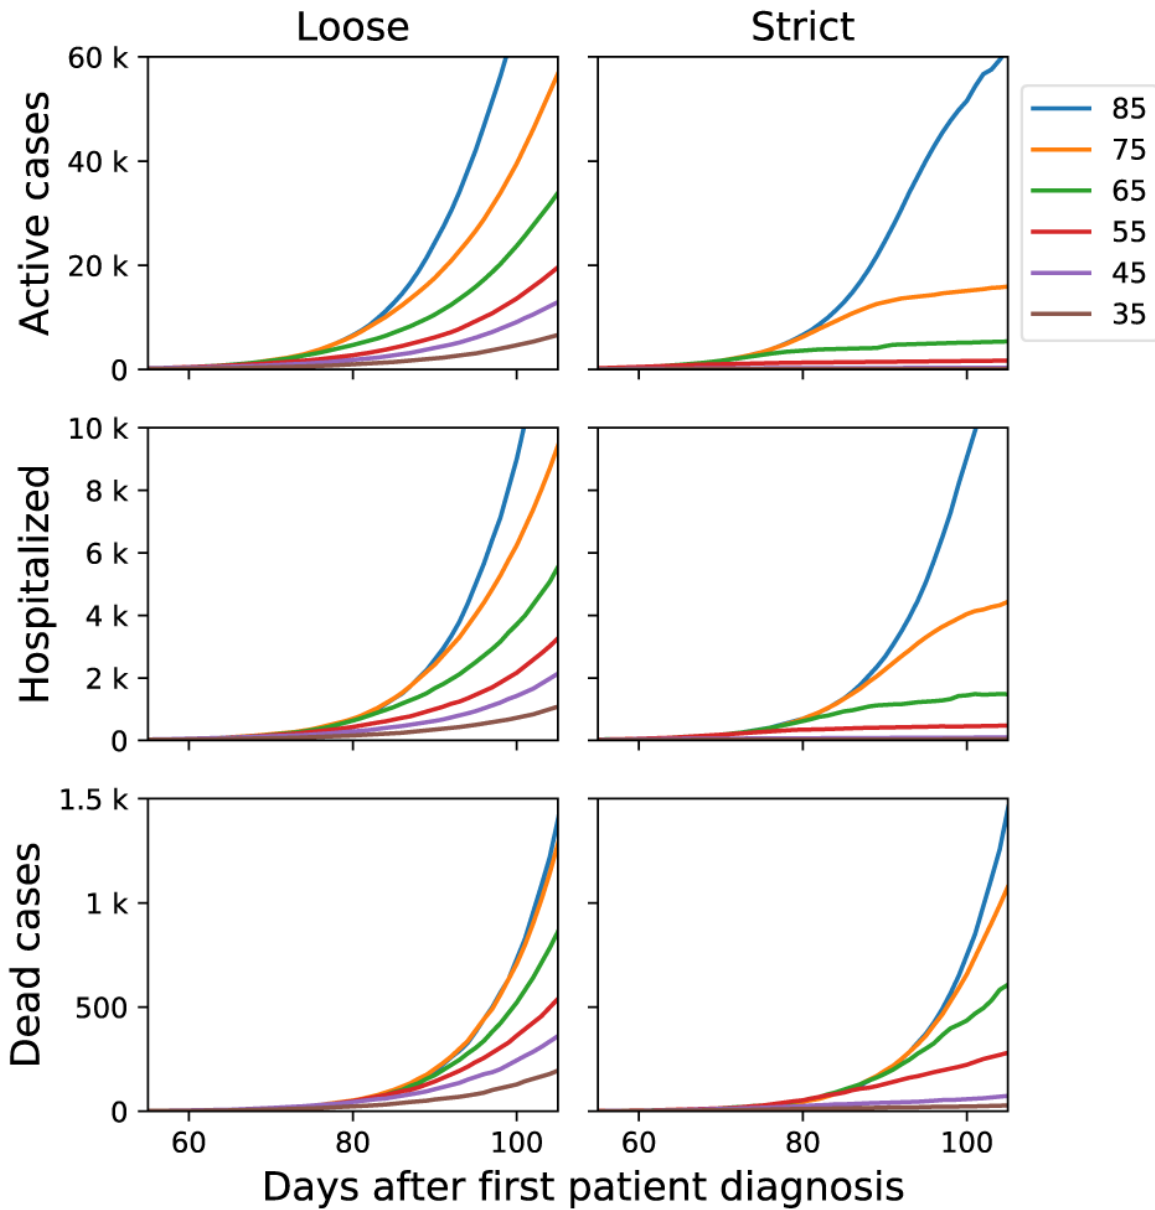 Loose
Strict
Active cases
60 k
40 k
20 k
0
85
75
65
55
45
35
Hospitalized
10 k
8 k
6 k
4 k
2 k
0
Dead cases
1.5 k
1 k
500
0
60 80 100
60 80 100
Days after first patient diagnosis